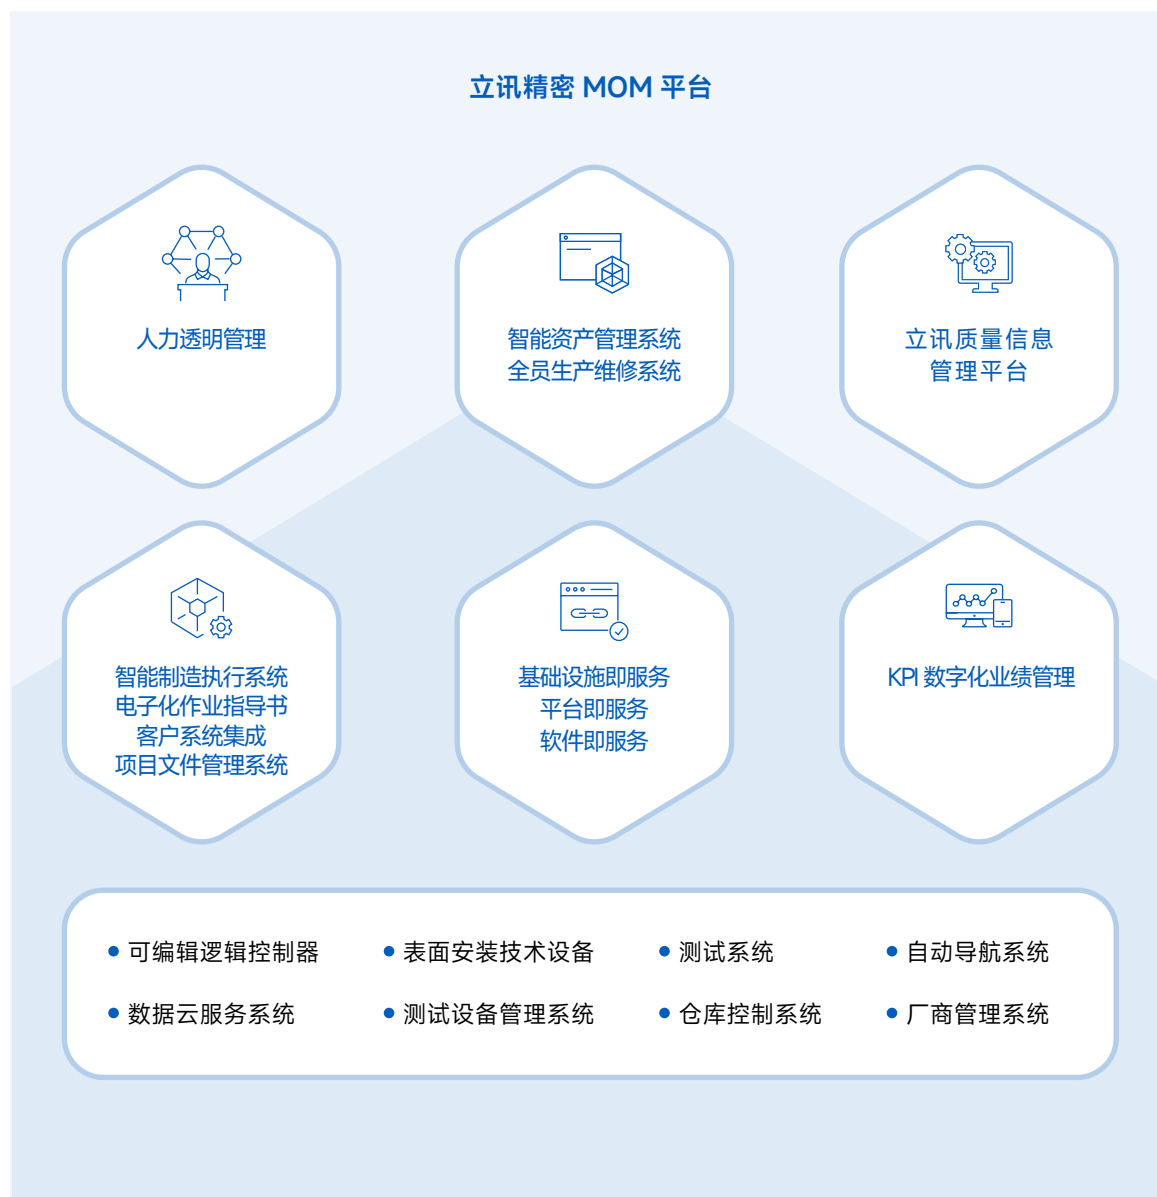 立讯精密 MOM 平台
人力透明管理
智能资产管理系统
全员生产维修系统
立讯质量信息
管理平台
智能制造执行系统
电子化作业指导书
客户系统集成
项目文件管理系统
基础设施即服务
平台即服务
软件即服务
KPI 数字化业绩管理
• 可编辑逻辑控制器
• 表面安装技术设备
• 测试系统
• 自动导航系统
• 数据云服务系统
• 测试设备管理系统
• 仓库控制系统
• 厂商管理系统